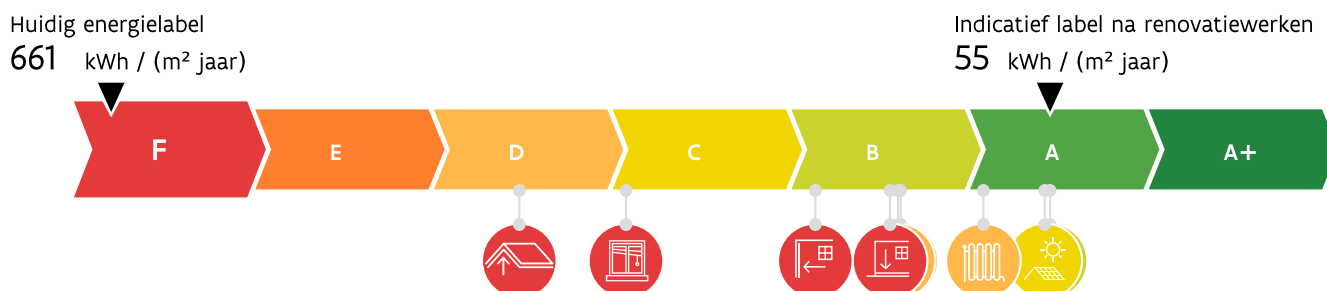 Huidig energielabel
661 kWh / (m² jaar)
Indicatief label na renovatiewerken
55 kWh / (m² jaar)
F E D C B A A+